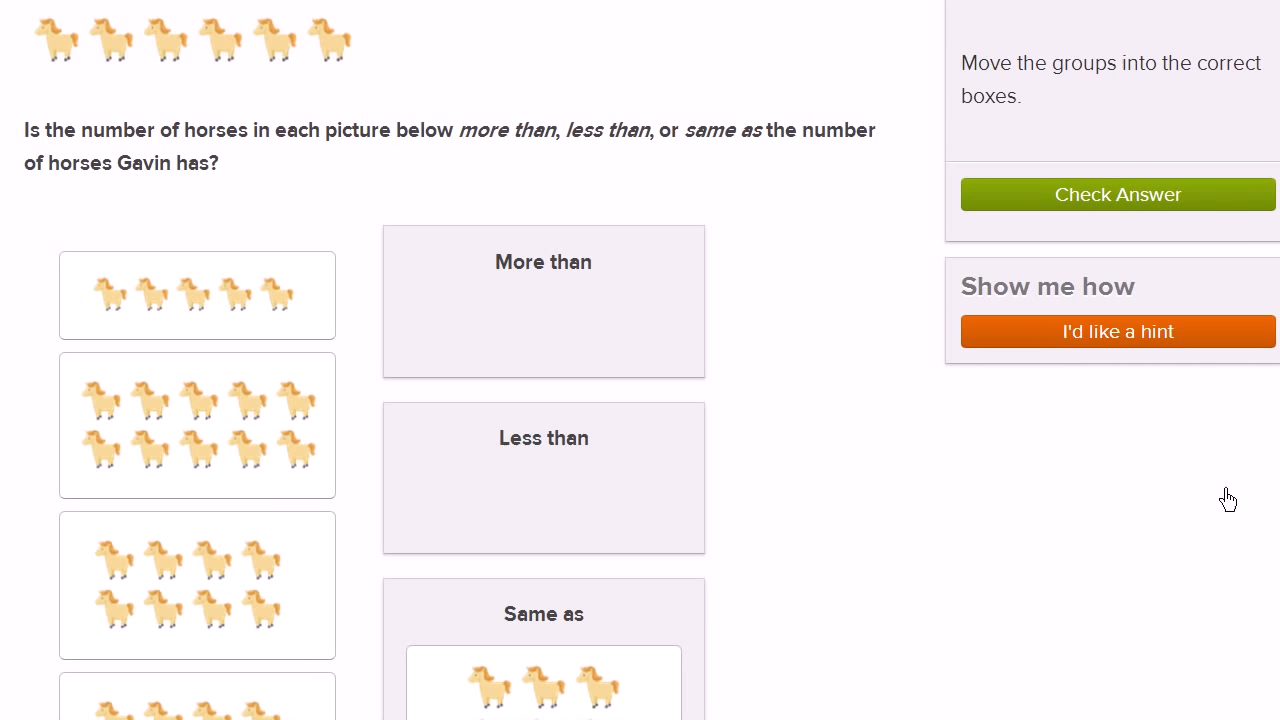 Move the groups into the correct
boxes.
Is the number of horses in each picture below more than, less than, or same as the number
of horses Gavin has?
Check Answer
More than
Show me how
I'd like a hint
Less than
Same as